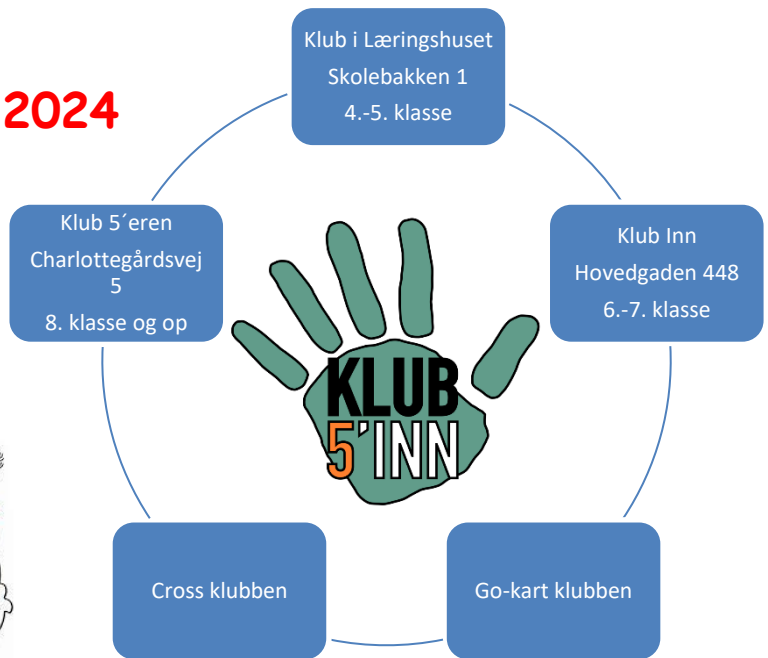 2024
Klub i Læringshuset
Skolebakken 1
4.-5. klasse
Klub 5´eren
Charlottegårdsvej
5
8. klasse og op
Klub Inn
Hovedgaden 448
6.-7. klasse
KLUB
5'INN
Cross klubben
Go-kart klubben